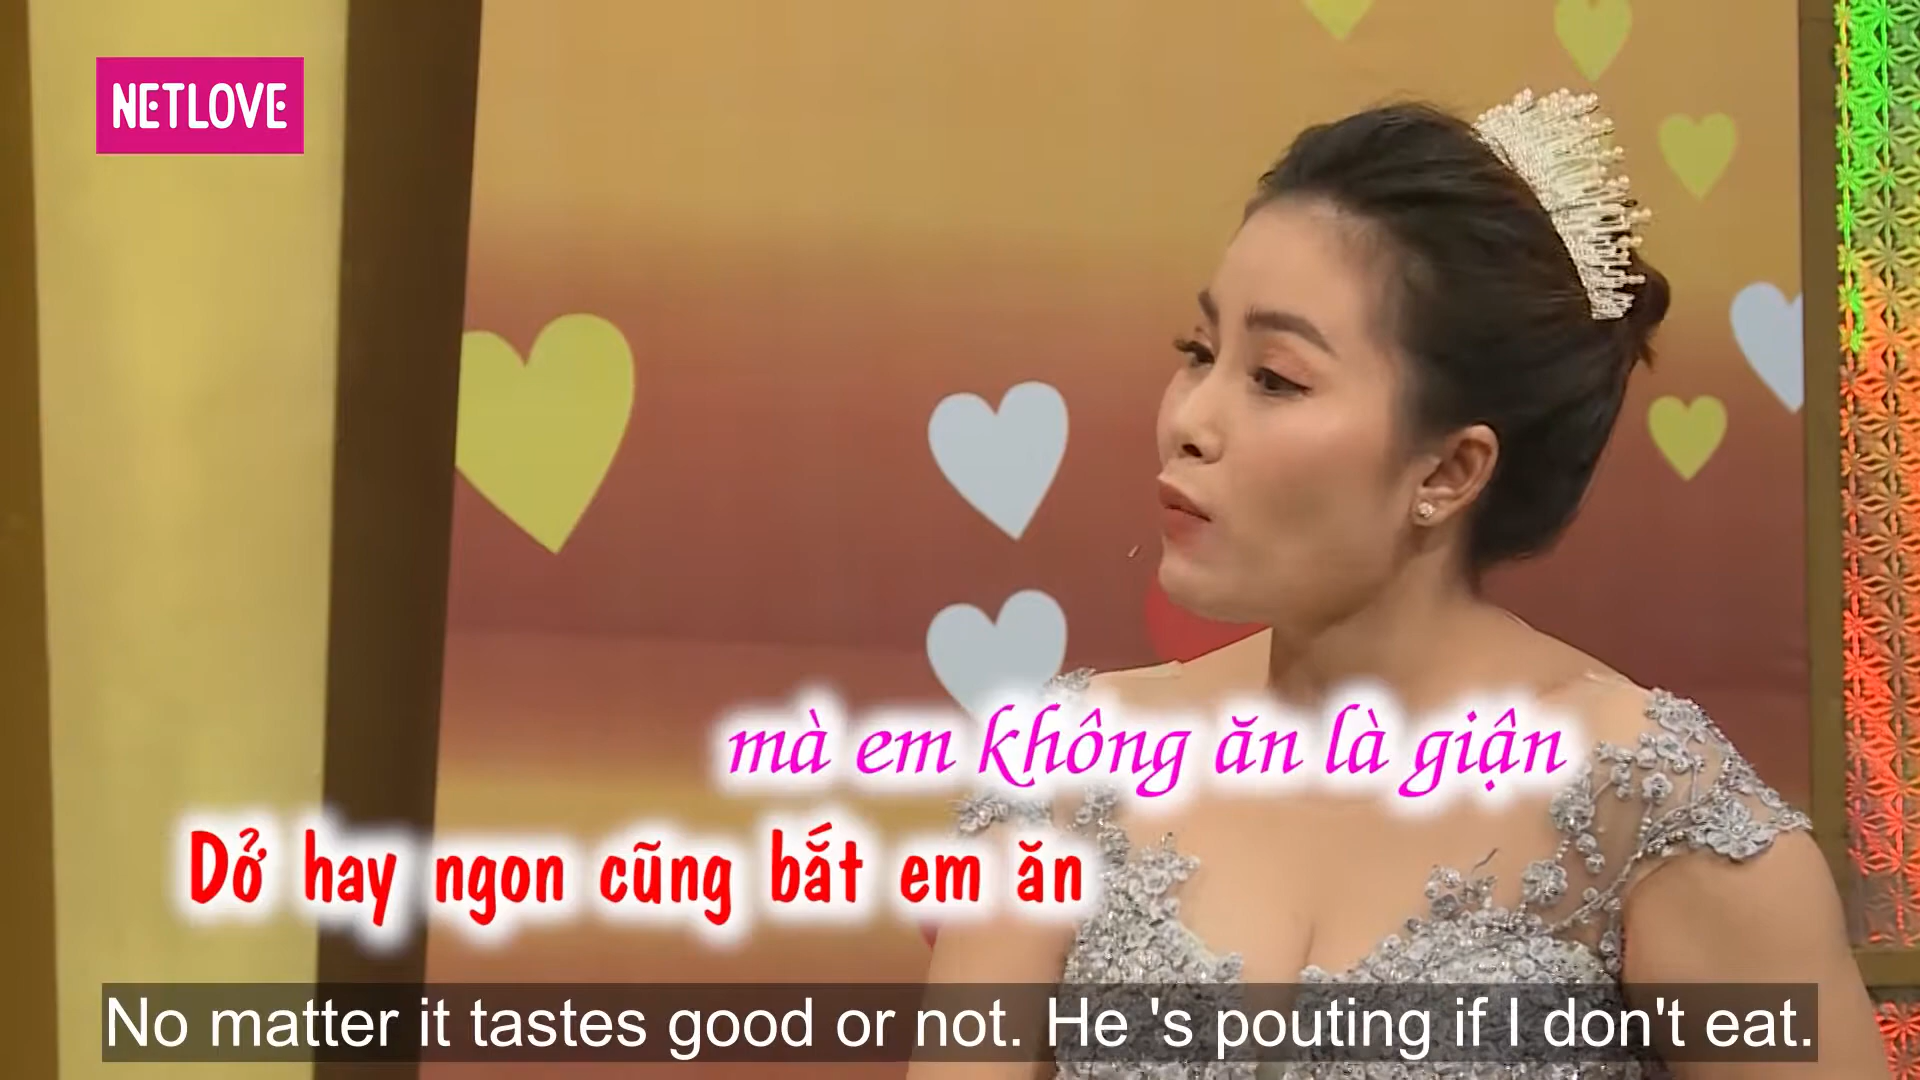 NETLOVE
mà em không ăn là giận
Dở hay ngon cũng bắt em ăn
No matter it tastes good or not. He 's pouting if I don't eat.